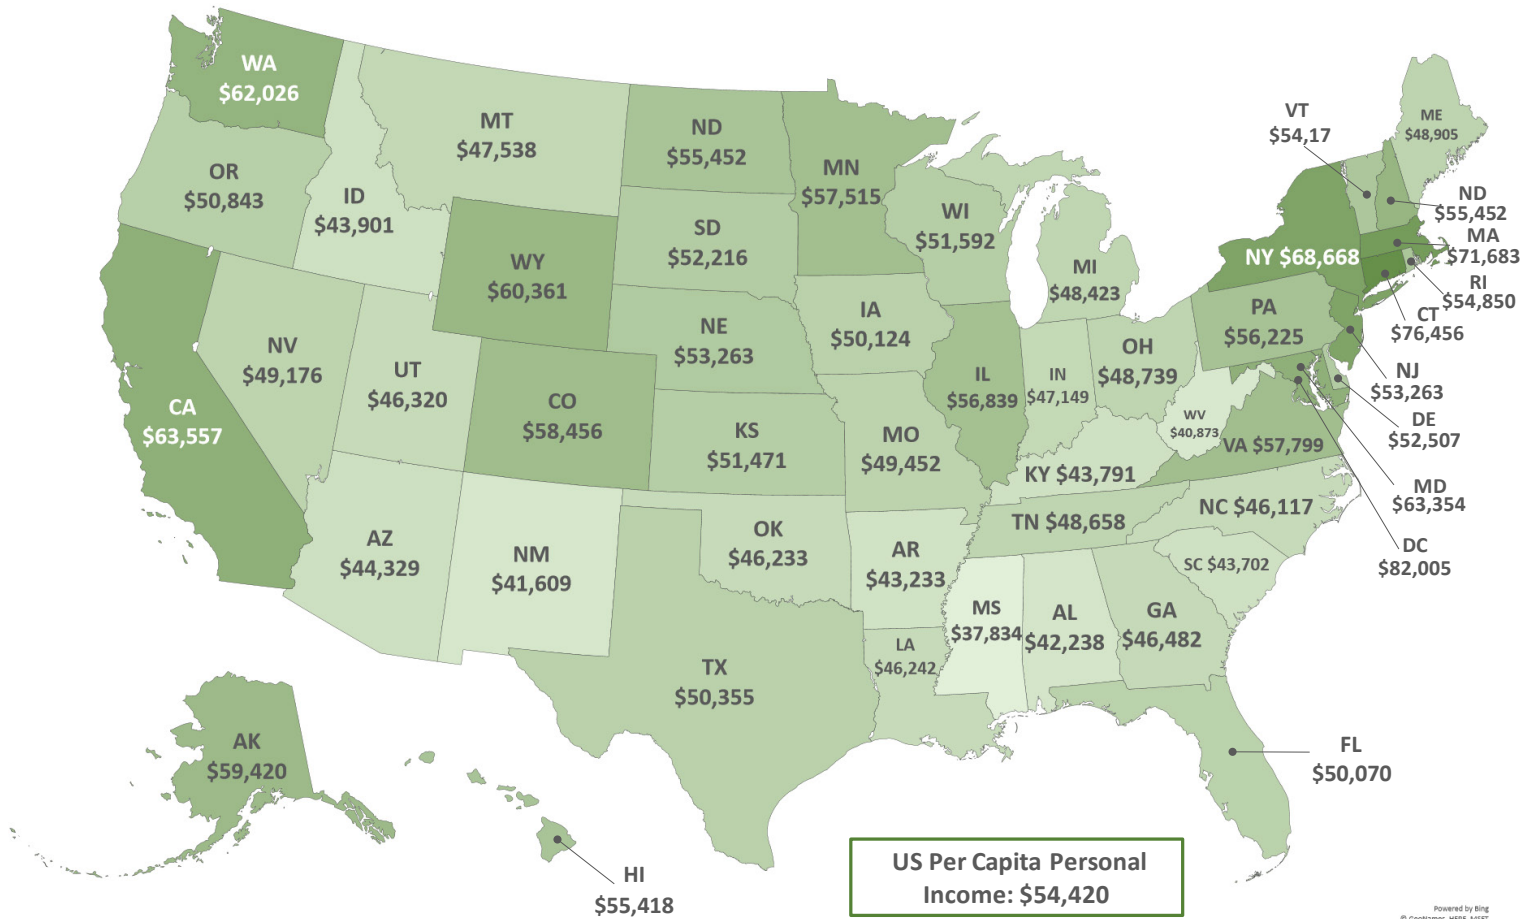 WA
$62,026
OR
$50,843
ID
$43,901
MT
$47,538
ND
$55,452
MN
$57,515
SD
$52,216
WI
$51,592
WY
$60,361
MI
$48,423
VT
$54,17
ME
$48,905
ND
$55,452
MA
$71,683
NY $68,668
RI
$54,850
CT
$76,456
PA
$56,225
NJ
$53,263
DE
$52,507
MD
$63,354
DC
$82,005
CA
$63,557
NV
$49,176
UT
$46,320
CO
$58,456
NE
$53,263
IA
$50,124
IL
$56,839
IN
$47,149
OH
$48,739
WV
$40,873
VA $57,799
KS
$51,471
MO
$49,452
KY $43,791
TN $48,658
NC $46,117
SC $43,702
AZ
$44,329
NM
$41,609
OK
$46,233
AR
$43,233
MS
$37,834
AL
$42,238
GA
$46,482
LA
$46,242
TX
$50,355
FL
$50,070
AK
$59,420
HI
$55,418
US Per Capita Personal
Income: $54,420
Powered by Bing
© GeoNames, HERE, MSFT